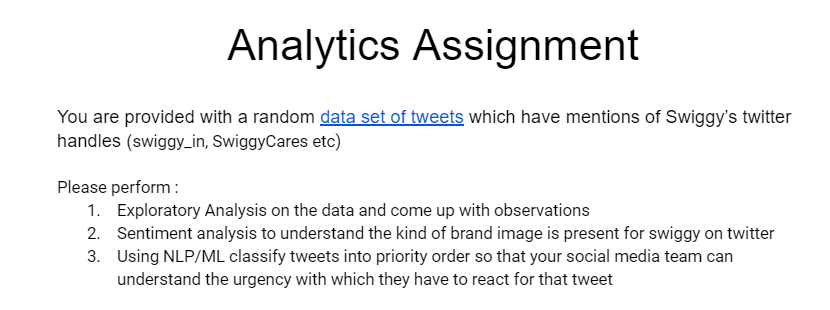 Analytics Assignment
You are provided with a random data set of tweets which have mentions of Swiggy's twitter
handles (swiggy_in, SwiggyCares etc)
Please perform :
1. Exploratory Analysis on the data and come up with observations
2. Sentiment analysis to understand the kind of brand image is present for swiggy on twitter
3. Using NLP/ML classify tweets into priority order so that your social media team can
understand the urgency with which they have to react for that tweet